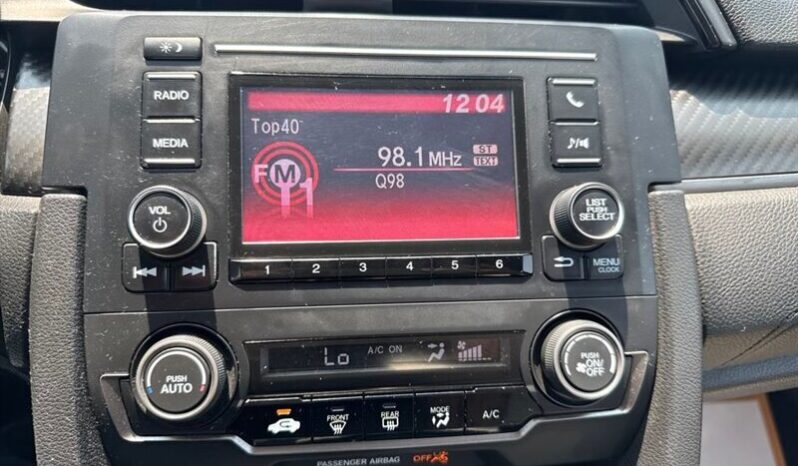 RADIO
MEDIA
VOL
12 04
Top40
FM1
98.1 MHz
ST
TEXT
Q98
LIST
PUSH
SELECT
MENU
CLOCK
1 2 3 4 5 6
PUSH
AUTO
Lo A/C ON
PUSH
ON/
OFF
FRONT
REAR
MODE
A/C
PASSENGER AIRBAG OFF